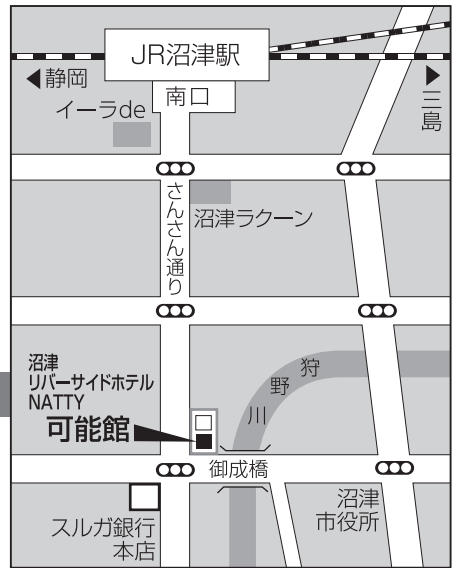 JR沼津駅
南口
◀静岡
▶
三島
イーラde
さんさん通り
沼津ラクーン
狩野川
沼津
リバーサイドホテル
NATTY
可能館
御成橋
スルガ銀行
本店
沼津
市役所